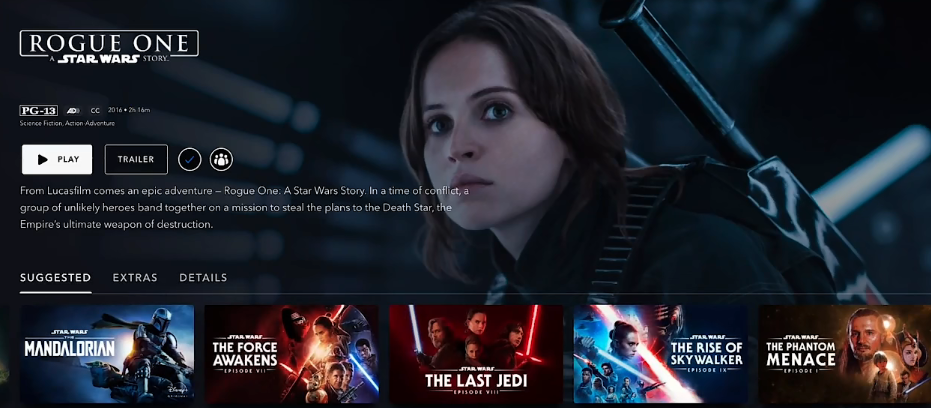 ROGUE ONE
A STAR WARS STORY
PG-13 AD)) CC 2016 • 2h 16m
Science Fiction, Action-Adventure
PLAY TRAILER
From Lucasfilm comes an epic adventure – Rogue One: A Star Wars Story. In a time of conflict, a
group of unlikely heroes band together on a mission to steal the plans to the Death Star, the
Empire's ultimate weapon of destruction.
SUGGESTED EXTRAS DETAILS
STAR WARS
THE
MANDALORIAN
Disney+
ORIGINAL
STAR WARS
THE FORCE
AWAKENS
EPISODE VII
STAR WARS
THE LAST JEDI
EPISODE VIII
STAR WARS
THE RISE OF
SKYWALKER
EPISODE IX
STAR WARS
THE PHANTOM
MENACE
EPISODE I